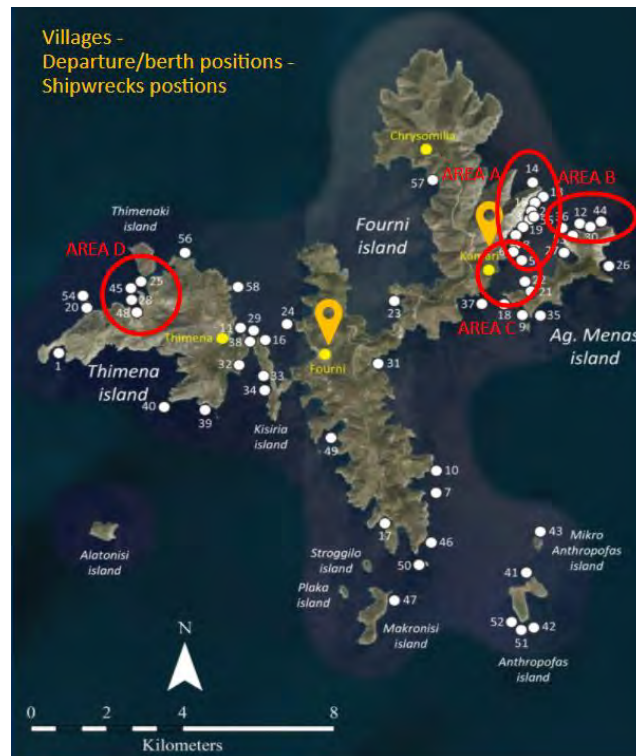 Villages -
Departure/berth positions -
Shipwrecks postions
Chrysomilia
AREA A
14
AREA B
57
13
Thimenaki
island
Fourni
island
36
12
44
19
30
AREA D
56
Kamari
27
26
25
45
58
22
54
28
21
20
48
24
23
37
18
9
35
11
29
AREA C
Ag. Menas
island
Thimena
38
16
1
Fourni
31
Thimena
island
32
33
34
40
39
Kisiria
island
49
10
7
17
46
43
Mikro
Anthropofas
island
Alatonisi
island
Stroggilo
island
50
41
Plaka
island
47
Makronisi
island
52
51
42
Anthropofas
island
N
0
2
4
8
Kilometers